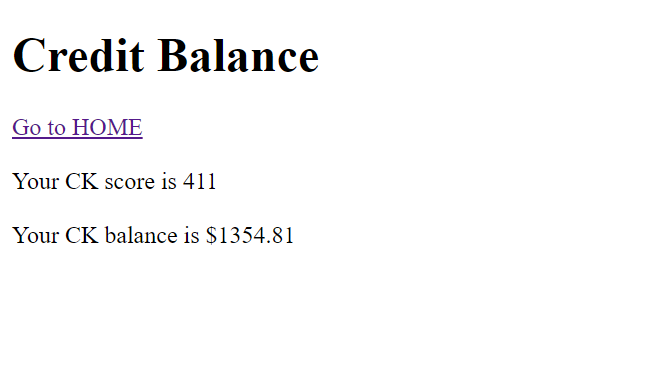 Credit Balance
Go to HOME
Your CK score is 411
Your CK balance is $1354.81